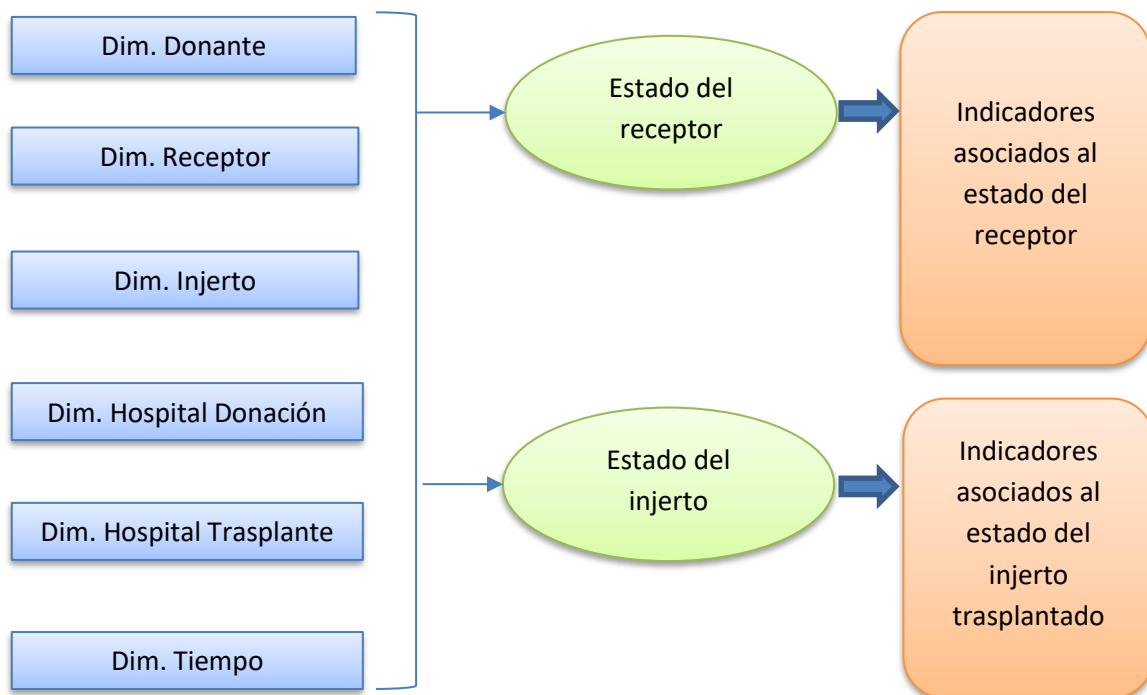 Dim. Donante
Dim. Receptor
Dim. Injerto
Dim. Hospital Donación
Dim. Hospital Trasplante
Dim. Tiempo
Estado del
receptor
Estado del
injerto
Indicadores
asociados al
estado del
receptor
Indicadores
asociados al
estado del
injerto
trasplantado